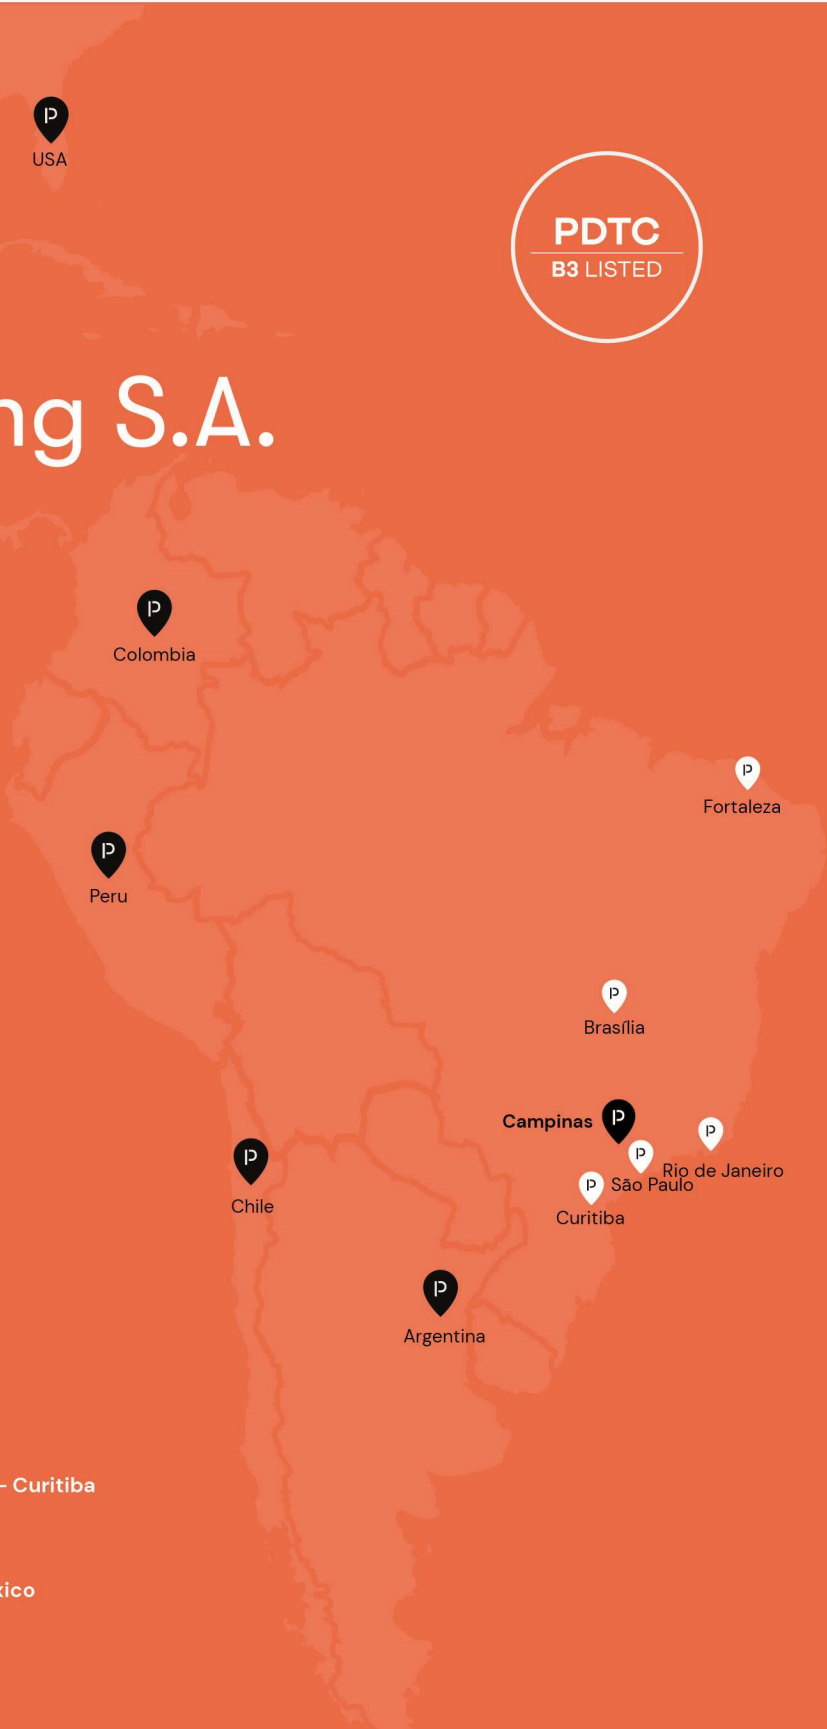 USA
PDTC
B3 LISTED
ng S.A.
Colombia
Fortaleza
Peru
Brasília
Campinas
Rio de Janeiro
São Paulo
Chile
Curitiba
Argentina
– Curitiba
xico